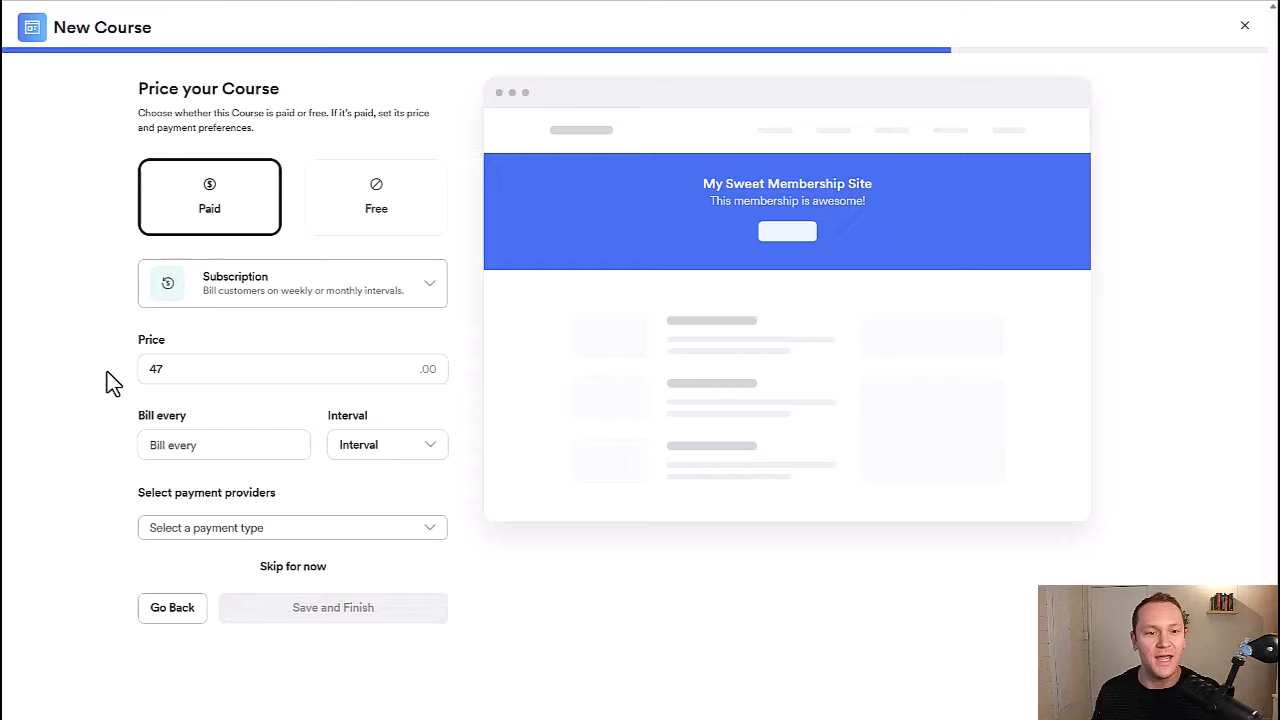 New Course
Price your Course
Choose whether this Course is paid or free. If it's paid, set its price
and payment preferences.
Paid
Free
Subscription
Bill customers on weekly or monthly intervals.
Price
47
.00
Bill every
Interval
Bill every
Interval
Select payment providers
Select a payment type
Skip for now
Go Back
Save and Finish
My Sweet Membership Site
This membership is awesome!